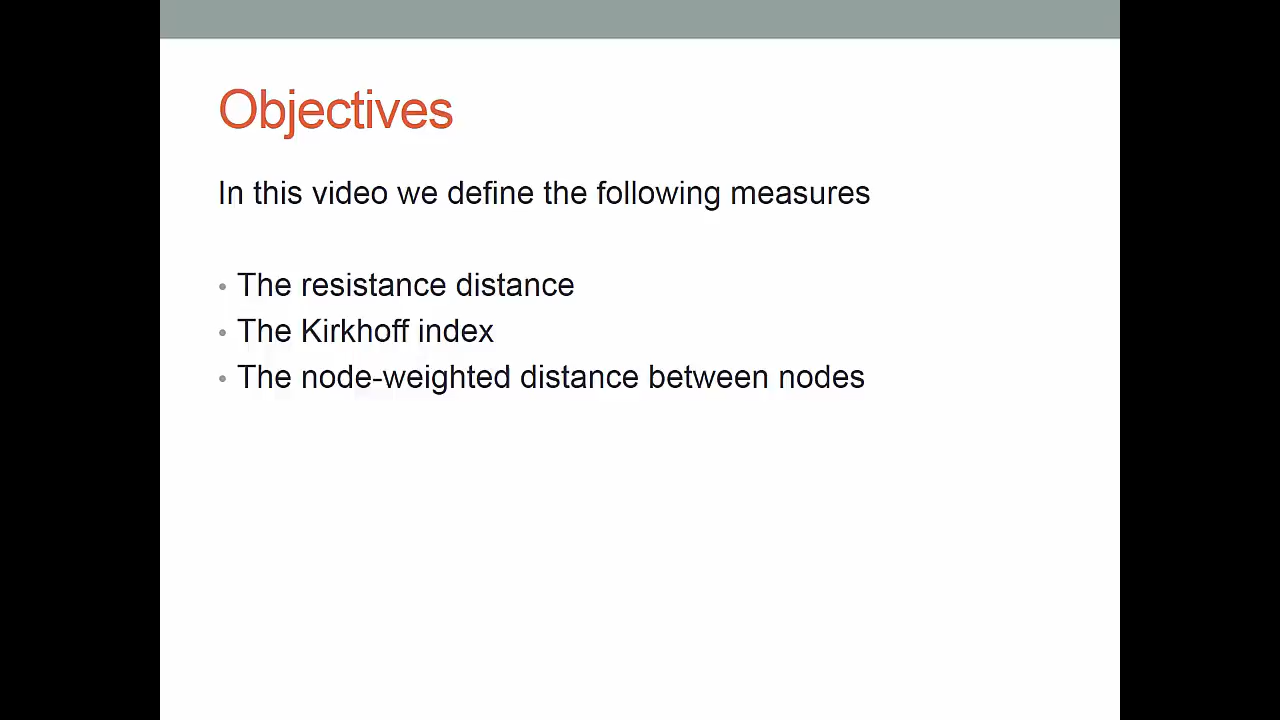 Objectives
In this video we define the following measures
• The resistance distance
• The Kirkhoff index
• The node-weighted distance between nodes